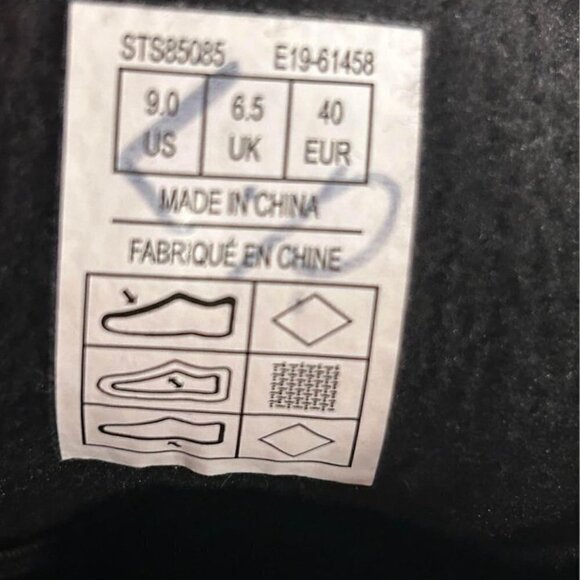 STS85085 E19-61458
9.0 6.5 40
US UK EUR
MADE IN CHINA
FABRIQUÉ EN CHINE